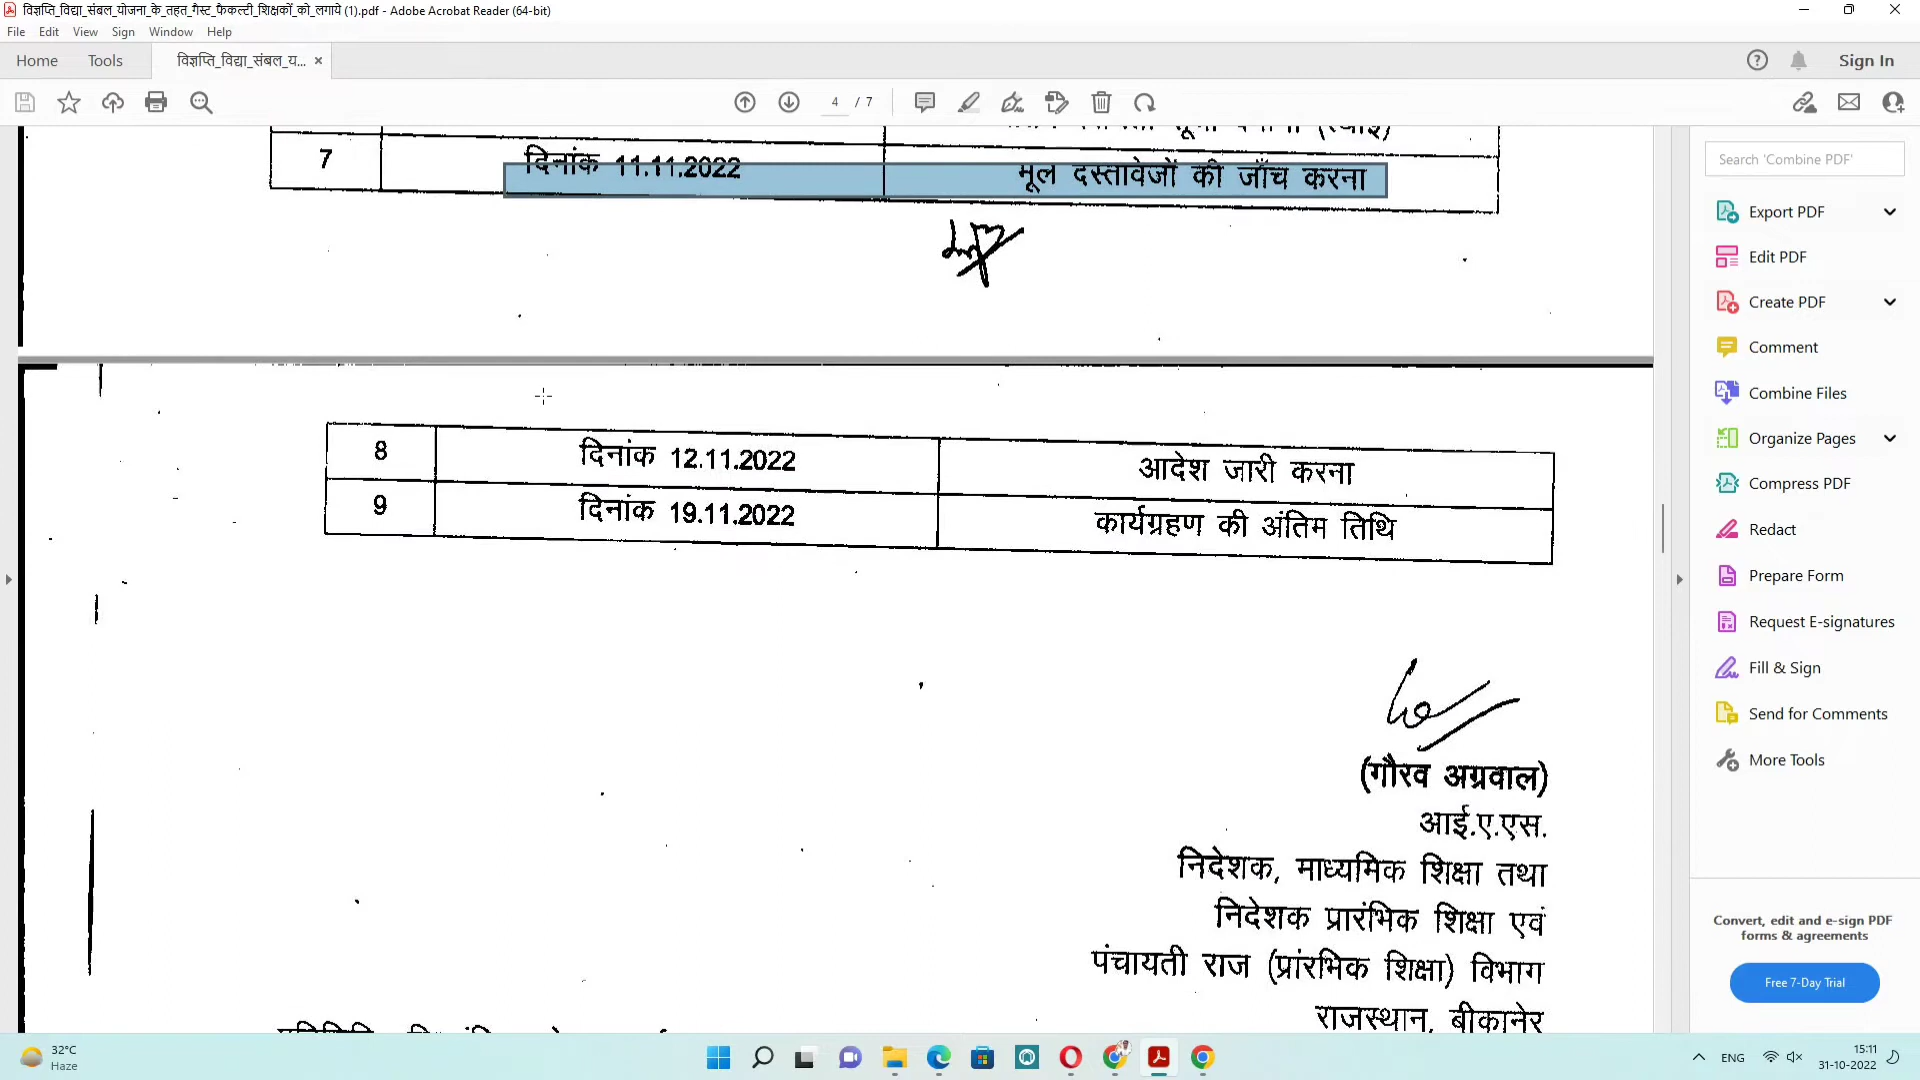 विज्ञप्ति_विद्या_संबल_योजना_के_तहत_गैस्ट_फैकल्टी_शिक्षकों_को_लगाये (1).pdf - Adobe Acrobat Reader (64-bit)
File Edit View Sign Window Help
Home Tools विज्ञप्ति_विद्या_संबल_य... × Sign In
4 / 7
7 दिनांक 11.11.2022 मूल दस्तावेजों की जाँच करना
8 दिनांक 12.11.2022 आदेश जारी करना
9 दिनांक 19.11.2022 कार्यग्रहण की अंतिम तिथि
(गौरव अग्रवाल)
आई.ए.एस.
निदेशक, माध्यमिक शिक्षा तथा
निदेशक प्रारंभिक शिक्षा एवं
पंचायती राज (प्रांरभिक शिक्षा) विभाग
राजस्थान, बीकानेर
Search 'Combine PDF'
Export PDF
Edit PDF
Create PDF
Comment
Combine Files
Organize Pages
Compress PDF
Redact
Prepare Form
Request E-signatures
Fill & Sign
Send for Comments
More Tools
Convert, edit and e-sign PDF
forms & agreements
Free 7-Day Trial
32°C
Haze
ENG
15:11
31-10-2022